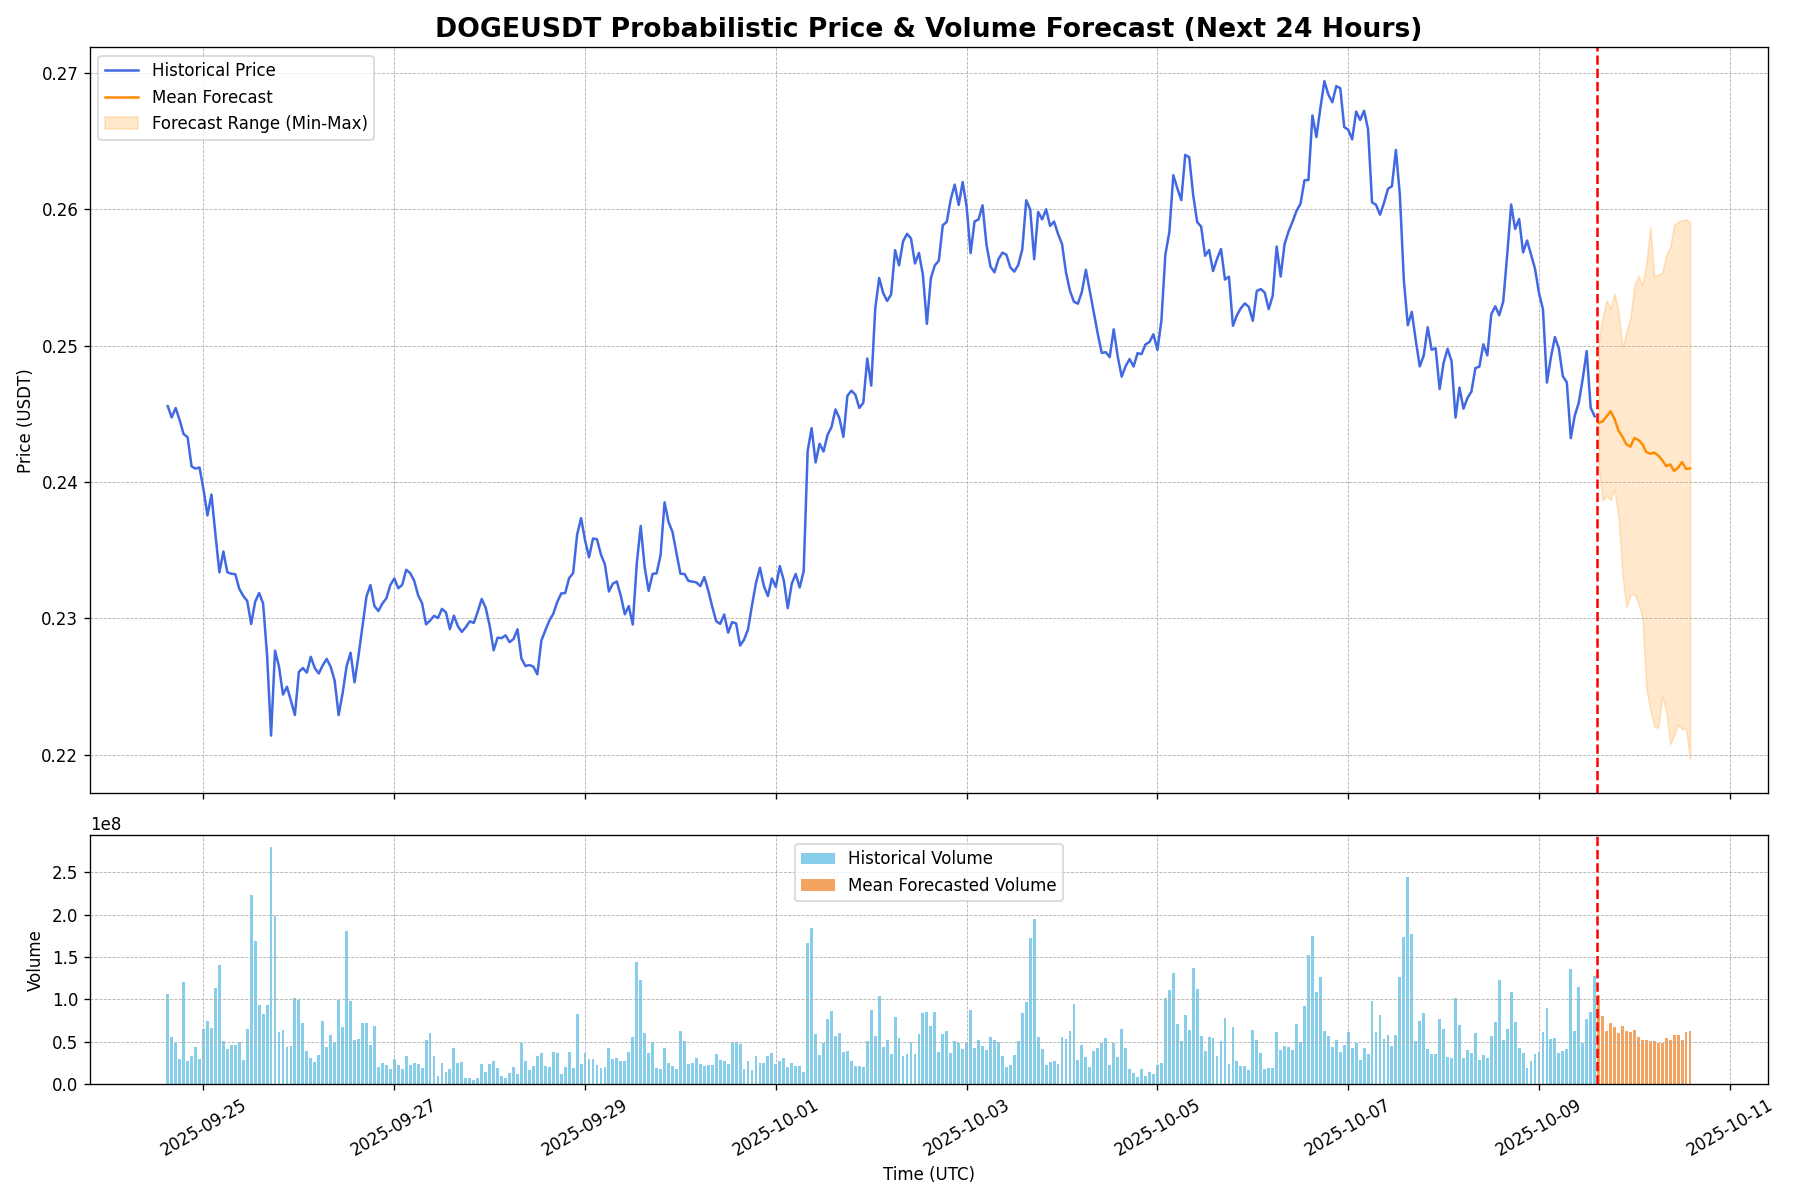 DOGEUSDT Probabilistic Price & Volume Forecast (Next 24 Hours)
Historical Price
Mean Forecast
Forecast Range (Min-Max)
0.27
0.26
0.25
0.24
0.23
0.22
Price (USDT)
1e8
Historical Volume
Mean Forecasted Volume
2.5
2.0
1.5
1.0
0.5
0.0
Volume
2025-09-25
2025-09-27
2025-09-29
2025-10-01
2025-10-03
2025-10-05
2025-10-07
2025-10-09
2025-10-11
Time (UTC)